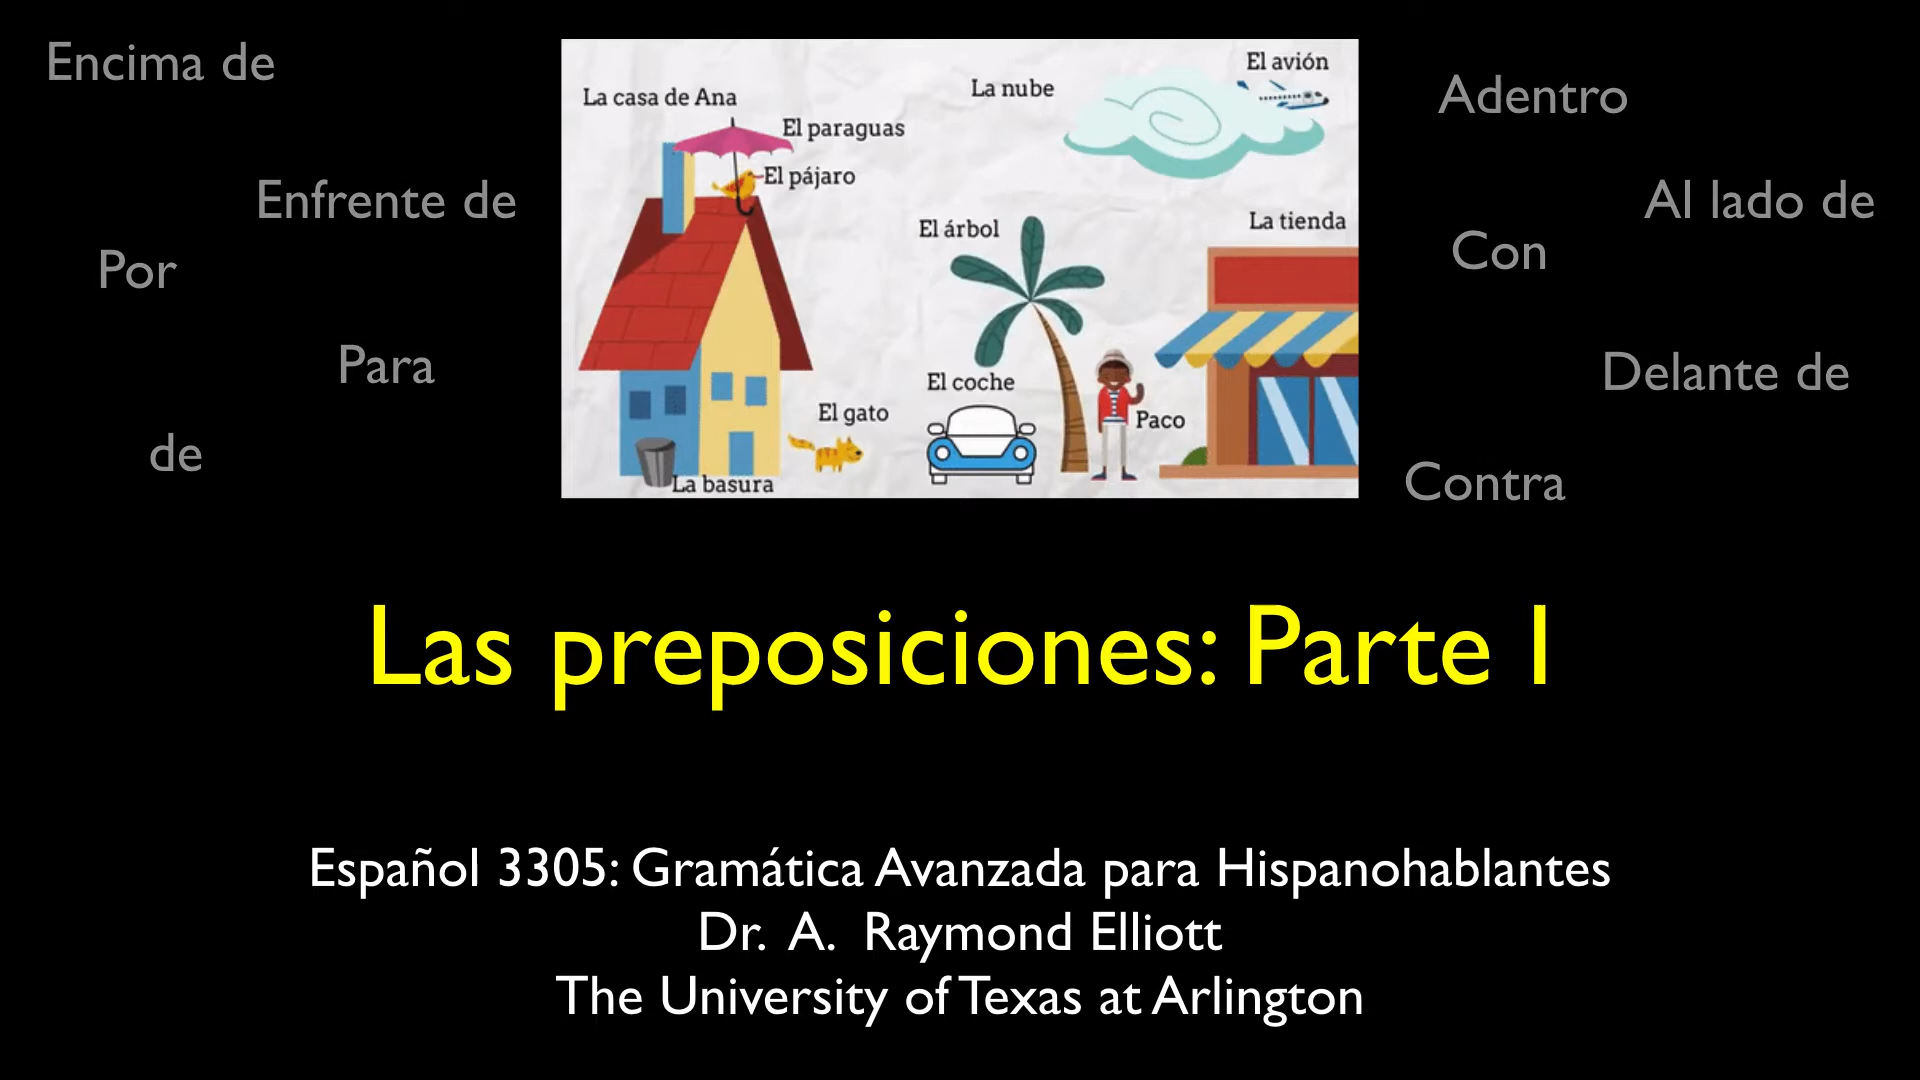 Encima de
Enfrente de
Por
Para
de
La casa de Ana
El paraguas
El pájaro
La nube
El avión
El árbol
La tienda
El coche
El gato
Paco
La basura
Adentro
Al lado de
Con
Delante de
Contra
Las preposiciones: Parte I
Español 3305: Gramática Avanzada para Hispanohablantes
Dr. A. Raymond Elliott
The University of Texas at Arlington